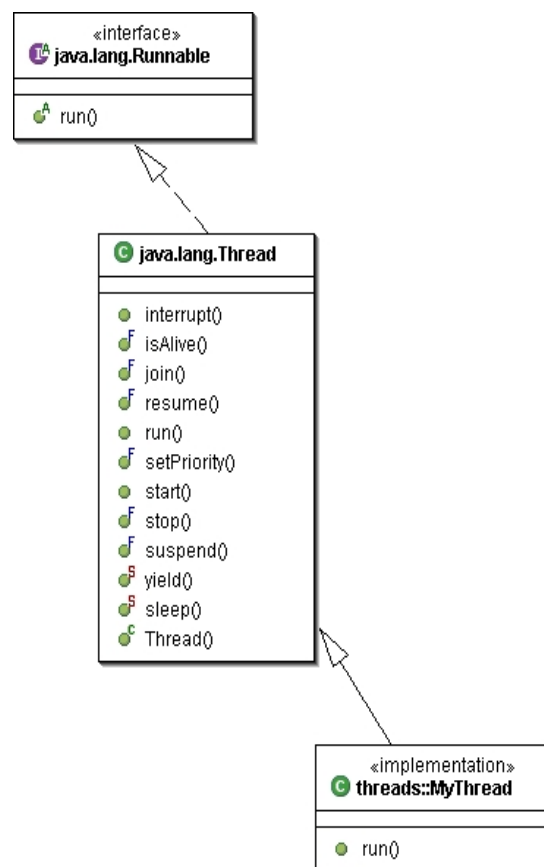 «interface»
I A java.lang.Runnable
A run()
C java.lang.Thread
interrupt()
F isAlive()
F join()
F resume()
run()
F setPriority()
start()
F stop()
F suspend()
S yield()
S sleep()
C Thread()
«implementation»
C threads::MyThread
run()